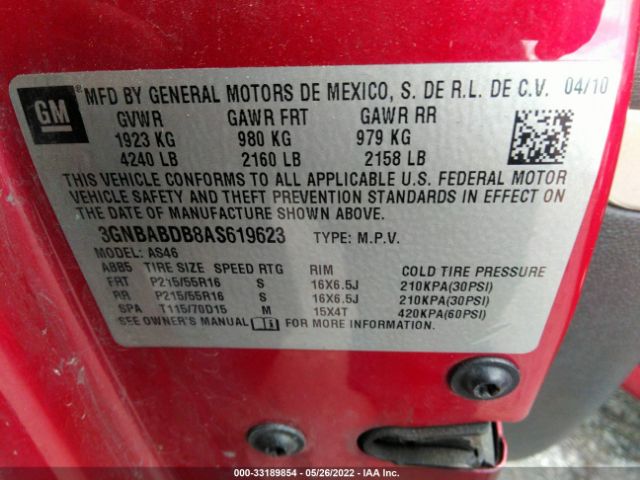 GM
® MFD BY GENERAL MOTORS DE MEXICO, S. DE R.L. DE C.V. 04/10
GVWR GAWR FRT GAWR RR
1923 KG 980 KG 979 KG
4240 LB 2160 LB 2158 LB
THIS VEHICLE CONFORMS TO ALL APPLICABLE U.S. FEDERAL MOTOR
VEHICLE SAFETY AND THEFT PREVENTION STANDARDS IN EFFECT
ON THE DATE OF MANUFACTURE SHOWN ABOVE.
3GNBABDB8AS619623 TYPE: M.P.V.
MODEL: AS46
ABB5 TIRE SIZE SPEED RTG RIM COLD TIRE PRESSURE
FRT P215/55R16 S 16X6.5J 210KPA(30PSI)
RR P215/55R16 S 16X6.5J 210KPA(30PSI)
SPA T115/70D15 M 15X4T 420KPA(60PSI)
SEE OWNER'S MANUAL FOR MORE INFORMATION.
000-33189854 - 05/26/2022 - IAA Inc.